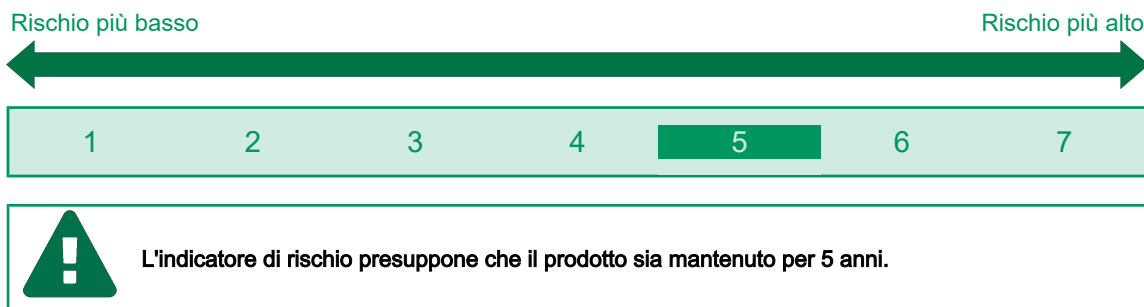 Rischio più basso Rischio più alto
1 2 3 4 5 6 7
L'indicatore di rischio presuppone che il prodotto sia mantenuto per 5 anni.